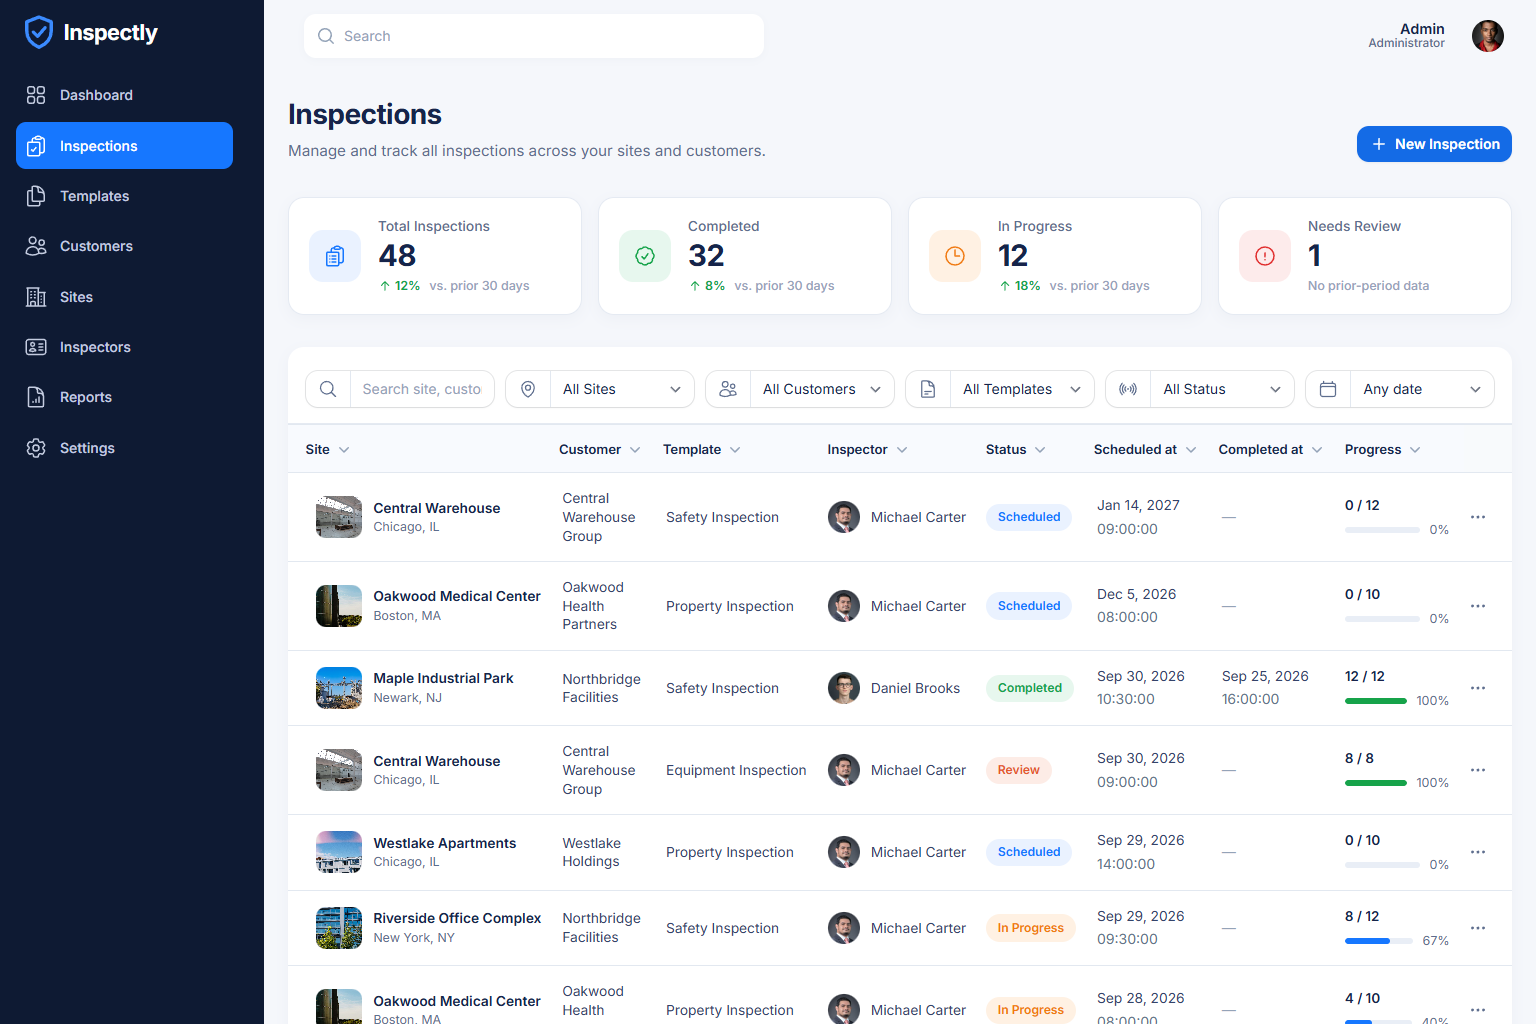 Inspectly
Search
Admin
Administrator
Dashboard
Inspections
Templates
Customers
Sites
Inspectors
Reports
Settings
Inspections
Manage and track all inspections across your sites and customers.
New Inspection
Total Inspections
48
12% vs. prior 30 days
Completed
32
8% vs. prior 30 days
In Progress
12
18% vs. prior 30 days
Needs Review
1
No prior-period data
Search site, custo
All Sites
All Customers
All Templates
All Status
Any date
Site Customer Template Inspector Status Scheduled at Completed at Progress
Central Warehouse
Chicago, IL
Central
Warehouse
Group
Safety Inspection
Michael Carter
Scheduled
Jan 14, 2027
09:00:00
—
0 / 12
0%
Oakwood Medical Center
Boston, MA
Oakwood
Health
Partners
Property Inspection
Michael Carter
Scheduled
Dec 5, 2026
08:00:00
—
0 / 10
0%
Maple Industrial Park
Newark, NJ
Northbridge
Facilities
Safety Inspection
Daniel Brooks
Completed
Sep 30, 2026
10:30:00
Sep 25, 2026
16:00:00
12 / 12
100%
Central Warehouse
Chicago, IL
Central
Warehouse
Group
Equipment Inspection
Michael Carter
Review
Sep 30, 2026
09:00:00
—
8 / 8
100%
Westlake Apartments
Chicago, IL
Westlake
Holdings
Property Inspection
Michael Carter
Scheduled
Sep 29, 2026
14:00:00
—
0 / 10
0%
Riverside Office Complex
New York, NY
Northbridge
Facilities
Safety Inspection
Michael Carter
In Progress
Sep 29, 2026
09:30:00
—
8 / 12
67%
Oakwood Medical Center
Boston, MA
Oakwood
Health
Property Inspection
Michael Carter
In Progress
Sep 28, 2026
08:00:00
—
4 / 10
40%